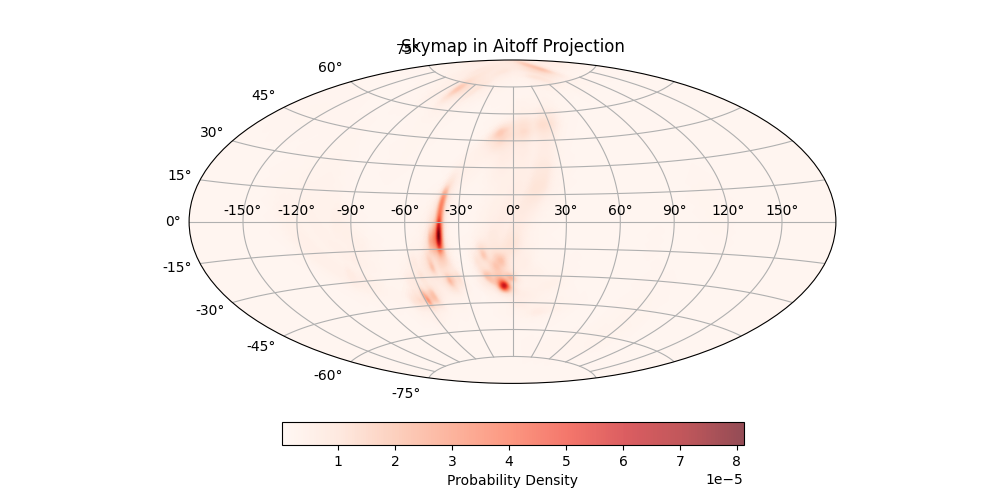 Skymap in Aitoff Projection
75°
60°
45°
30°
15°
-150° -120° -90° -60° -30° 0° 30° 60° 90° 120° 150°
0°
-15°
-30°
-45°
-60°
-75°
1 2 3 4 5 6 7 8
1e−5
Probability Density